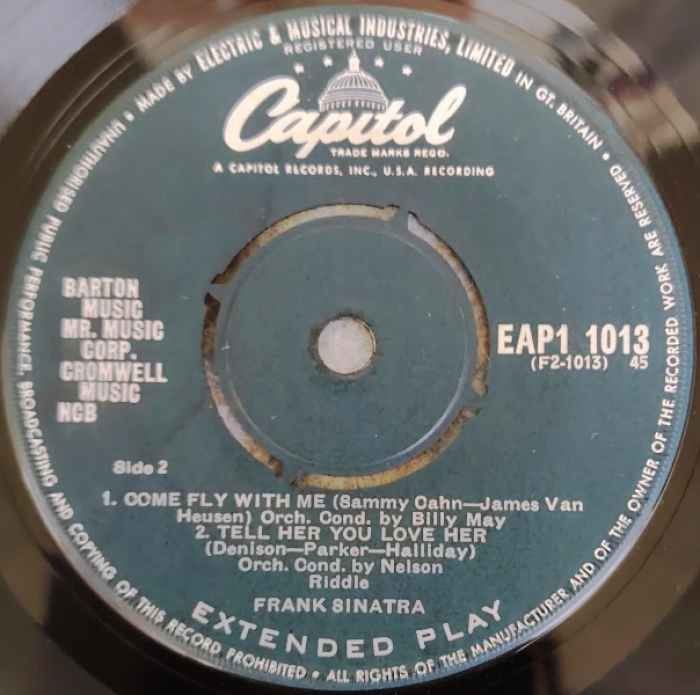 MADE BY ELECTRIC & MUSICAL INDUSTRIES, LIMITED IN GT. BRITAIN •
REGISTERED USER
Capitol
TRADE MARKS REGD.
A CAPITOL RECORDS, INC., U.S.A. RECORDING
BARTON
MUSIC
MR. MUSIC
CORP.
CROMWELL
MUSIC
NCB
EAP1 1013
(F2-1013) 45
Side 2
1. COME FLY WITH ME (Sammy Cahn—James Van
Heusen) Orch. Cond. by Billy May
2. TELL HER YOU LOVE HER
(Denison—Parker—Halliday)
Orch. Cond. by Nelson
Riddle
FRANK SINATRA
EXTENDED PLAY
ALL RIGHTS OF THE MANUFACTURER AND OF THE OWNER OF THE RECORDED WORK ARE RESERVED •
UNAUTHORISED PUBLIC PERFORMANCE, BROADCASTING AND COPYING OF THIS RECORD PROHIBITED •